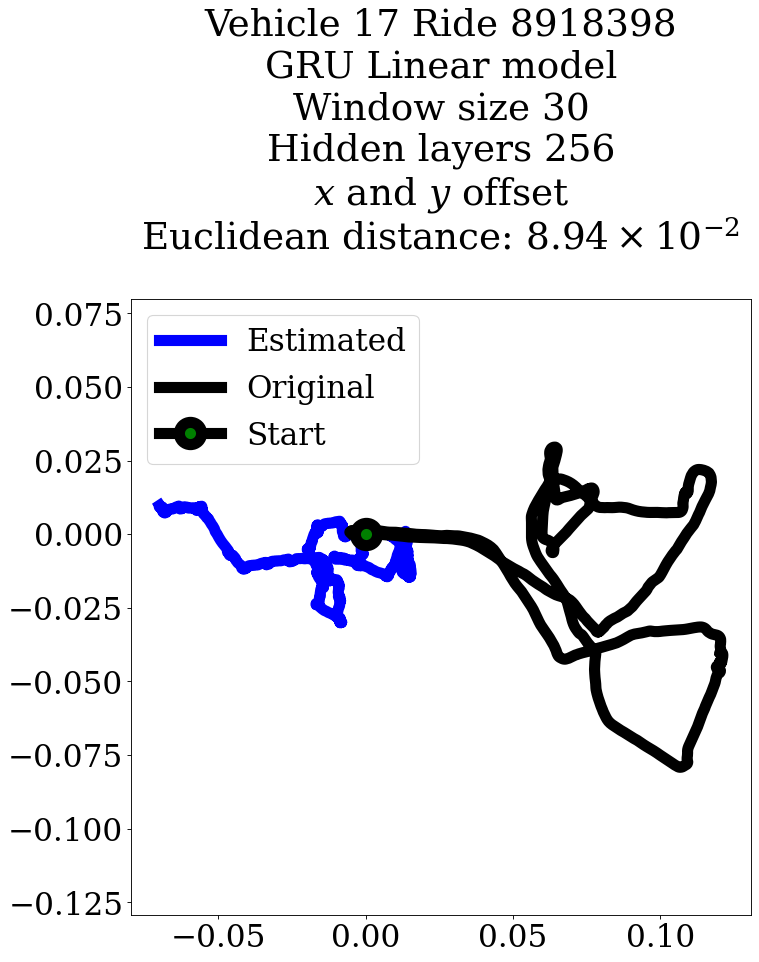 Vehicle 17 Ride 8918398
GRU Linear model
Window size 30
Hidden layers 256
x and y offset
Euclidean distance: 8.94 × 10⁻²
Estimated
Original
Start
0.075
0.050
0.025
0.000
−0.025
−0.050
−0.075
−0.100
−0.125
−0.05 0.00 0.05 0.10